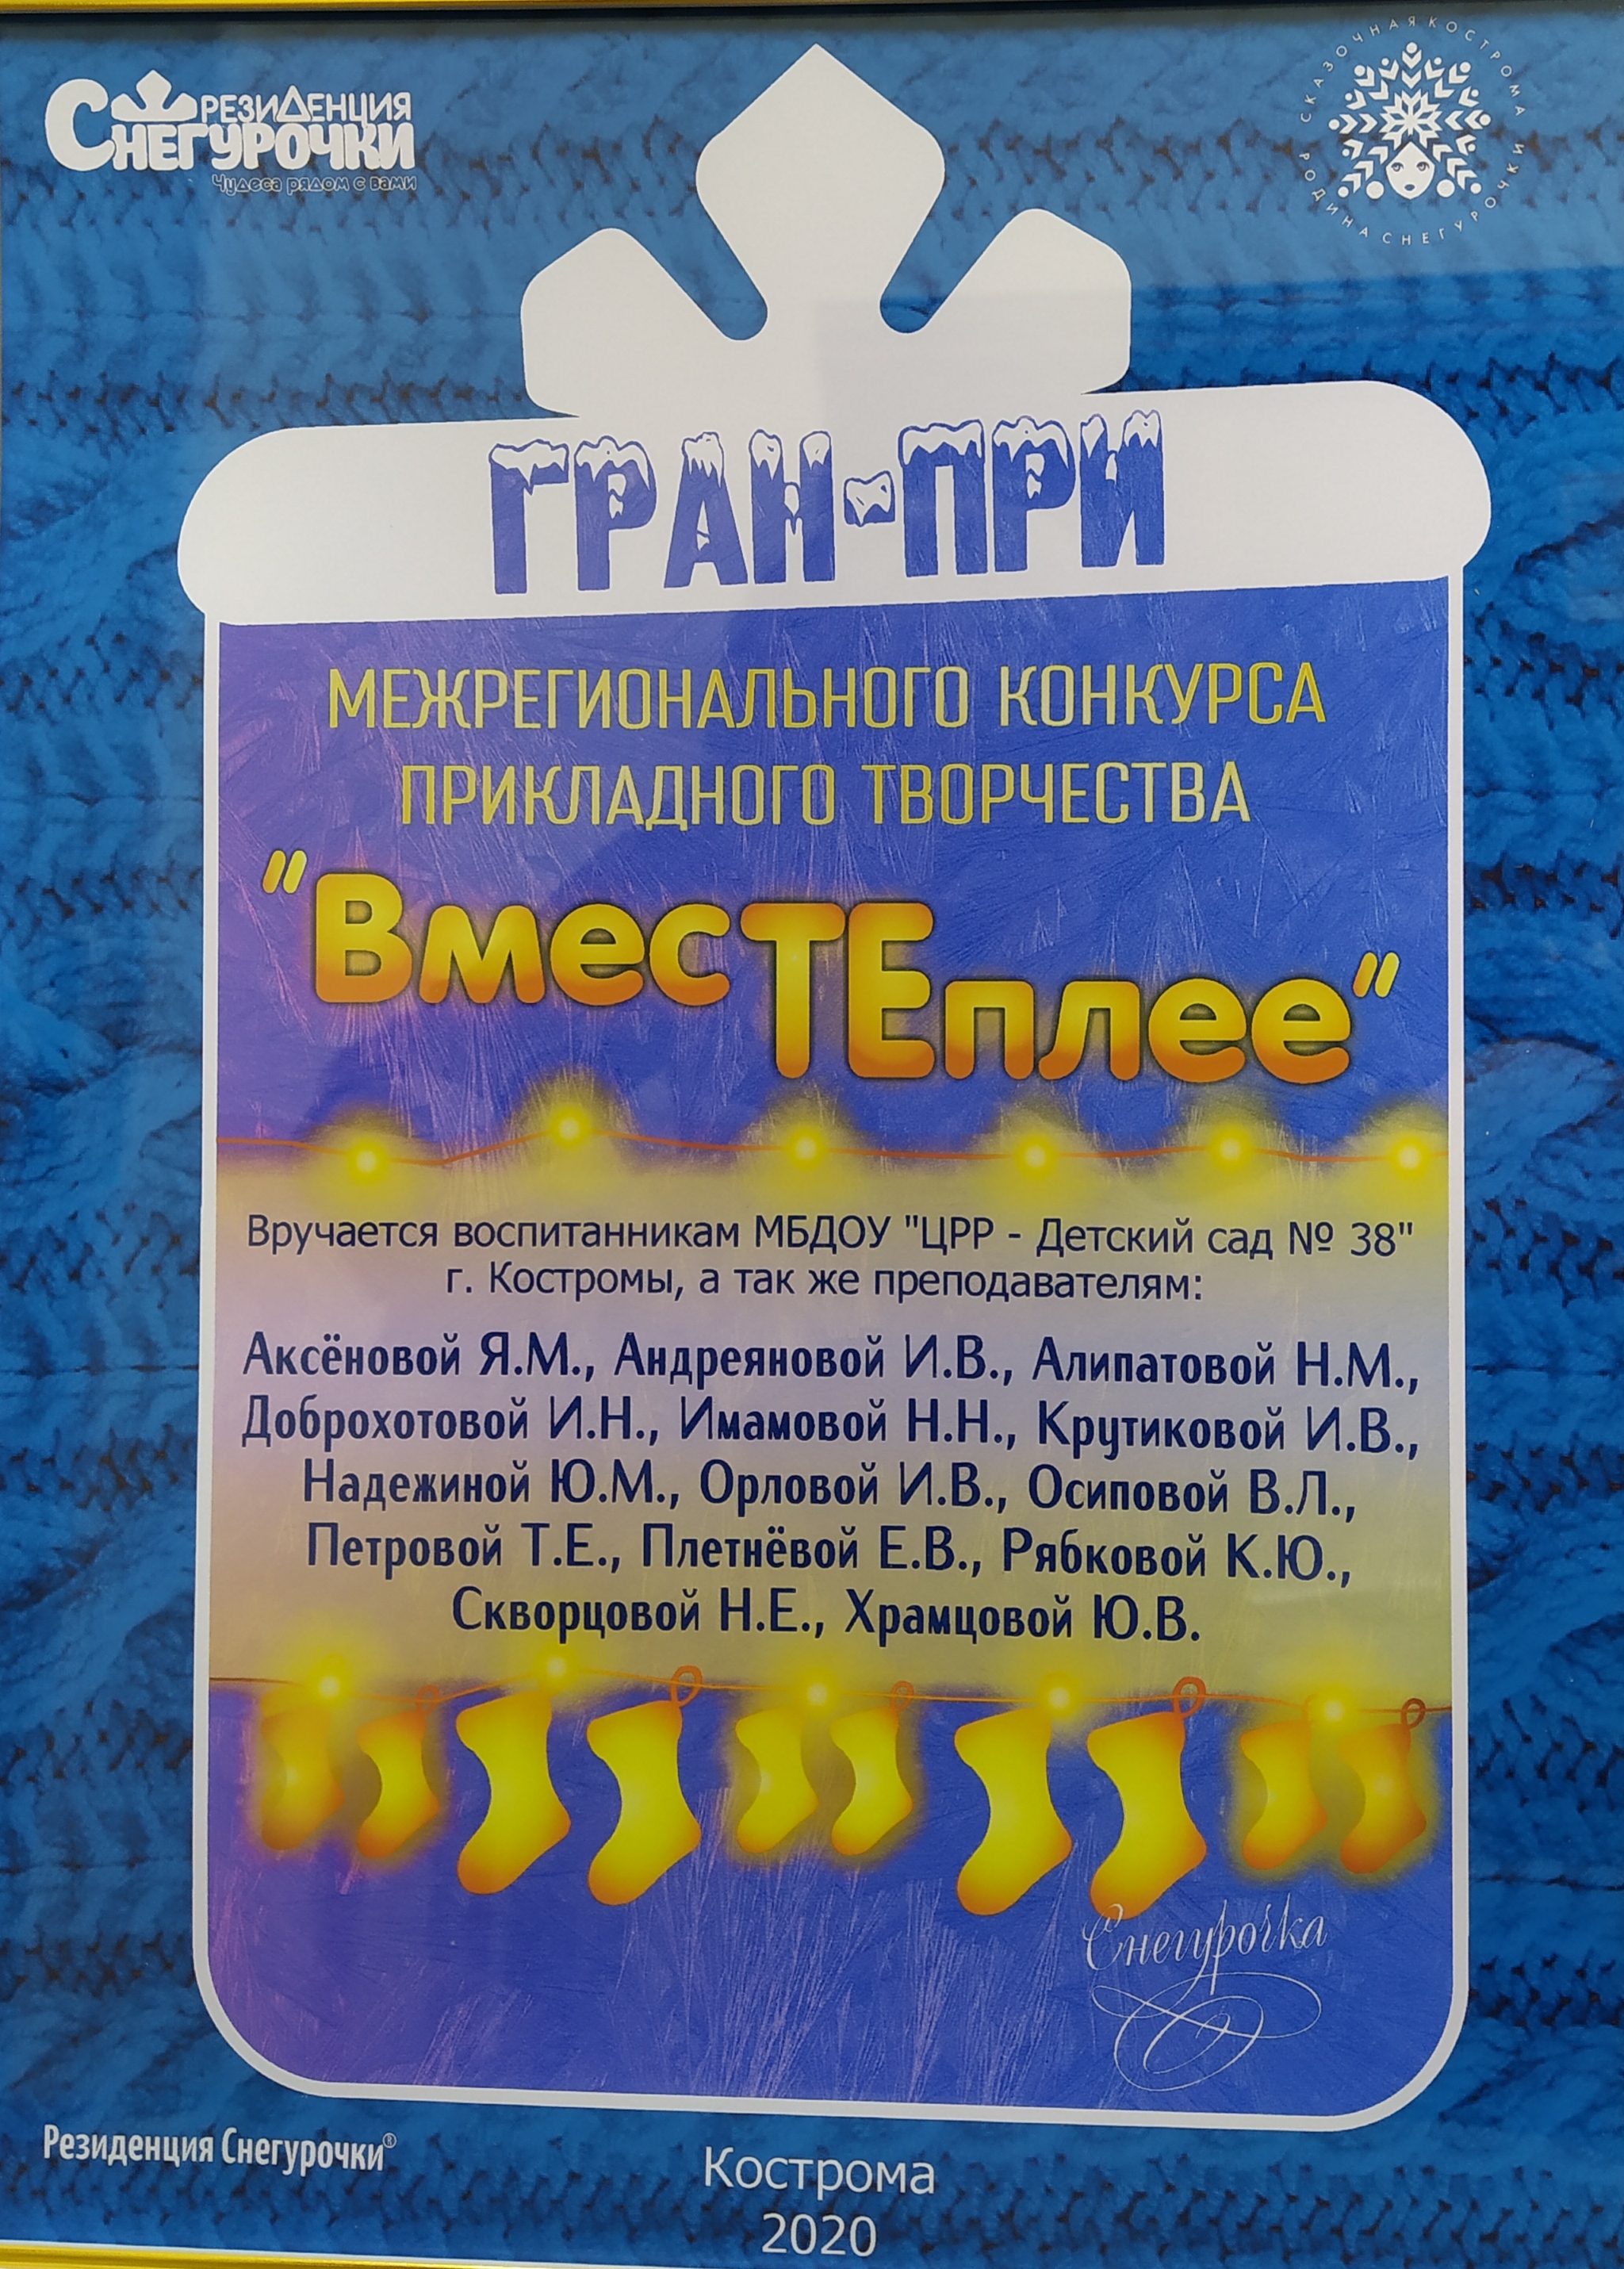 РЕЗИДЕНЦИЯ
СНЕГУРОЧКИ
Чудеса рядом с вами
СКАЗОЧНАЯ КОСТРОМА
РОДИНА СНЕГУРОЧКИ
ГРАН-ПРИ
МЕЖРЕГИОНАЛЬНОГО КОНКУРСА
ПРИКЛАДНОГО ТВОРЧЕСТВА
"ВмесТЕплее"
Вручается воспитанникам МБДОУ "ЦРР - Детский сад № 38"
г. Костромы, а так же преподавателям:
Аксёновой Я.М., Андреяновой И.В., Алипатовой Н.М.,
Доброхотовой И.Н., Имамовой Н.Н., Крутиковой И.В.,
Надежиной Ю.М., Орловой И.В., Осиповой В.Л.,
Петровой Т.Е., Плетнёвой Е.В., Рябковой К.Ю.,
Скворцовой Н.Е., Храмцовой Ю.В.
Снегурочка
Резиденция Снегурочки®
Кострома
2020